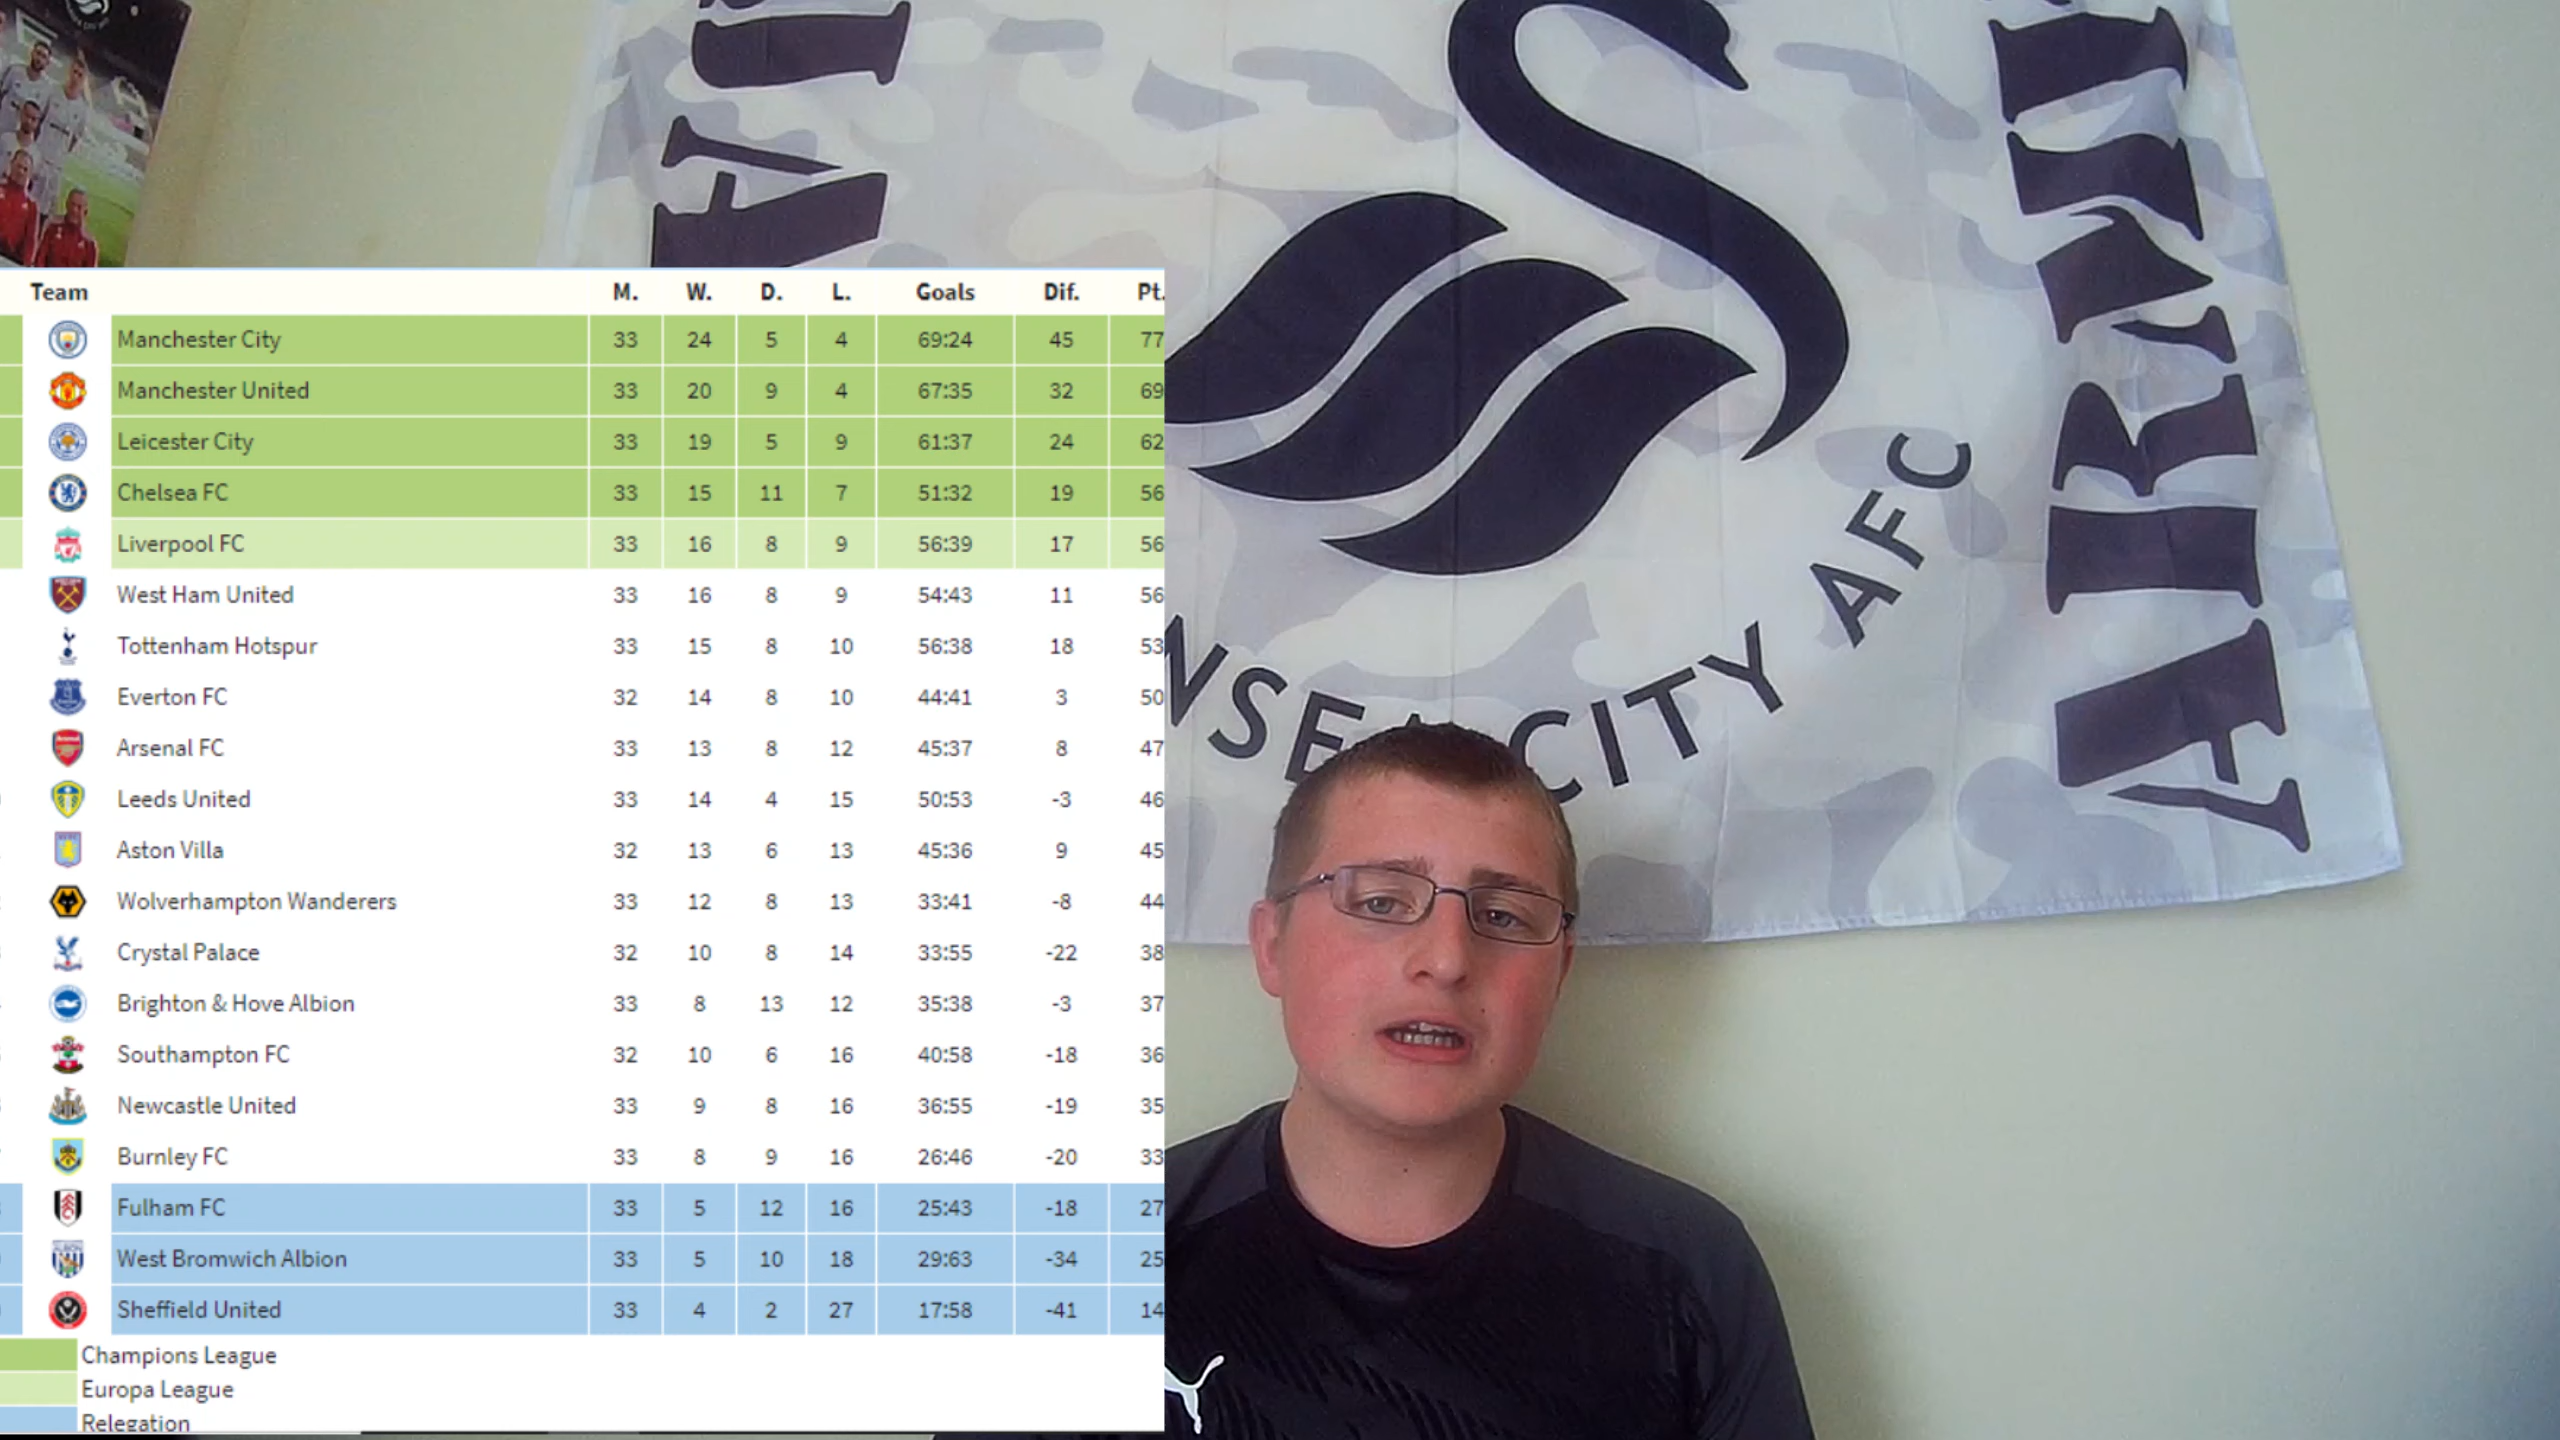 Team M. W. D. L. Goals Dif. Pt.
Manchester City 33 24 5 4 69:24 45 77
Manchester United 33 20 9 4 67:35 32 69
Leicester City 33 19 5 9 61:37 24 62
Chelsea FC 33 15 11 7 51:32 19 56
Liverpool FC 33 16 8 9 56:39 17 56
West Ham United 33 16 8 9 54:43 11 56
Tottenham Hotspur 33 15 8 10 56:38 18 53
Everton FC 32 14 8 10 44:41 3 50
Arsenal FC 33 13 8 12 45:37 8 47
Leeds United 33 14 4 15 50:53 -3 46
Aston Villa 32 13 6 13 45:36 9 45
Wolverhampton Wanderers 33 12 8 13 33:41 -8 44
Crystal Palace 32 10 8 14 33:55 -22 38
Brighton & Hove Albion 33 8 13 12 35:38 -3 37
Southampton FC 32 10 6 16 40:58 -18 36
Newcastle United 33 9 8 16 36:55 -19 35
Burnley FC 33 8 9 16 26:46 -20 33
Fulham FC 33 5 12 16 25:43 -18 27
West Bromwich Albion 33 5 10 18 29:63 -34 25
Sheffield United 33 4 2 27 17:58 -41 14
Champions League
Europa League
Relegation
NSEA CITY AFC